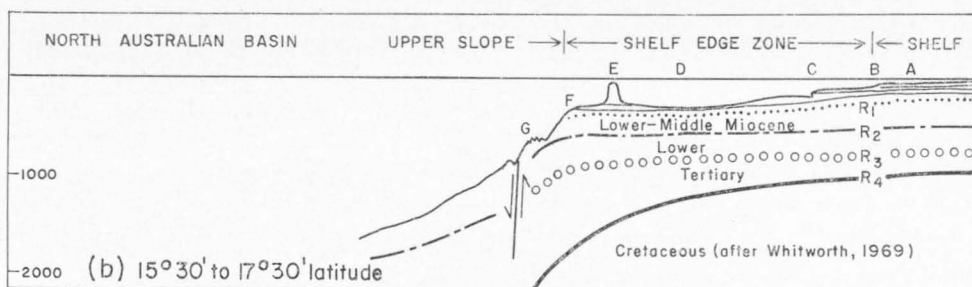 NORTH AUSTRALIAN BASIN UPPER SLOPE SHELF EDGE ZONE SHELF
E D C B A
F
R1
G
Lower-Middle Miocene R2
Lower
R3
Tertiary
1000
R4
Cretaceous (after Whitworth, 1969)
2000
(b) 15°30' to 17°30' latitude